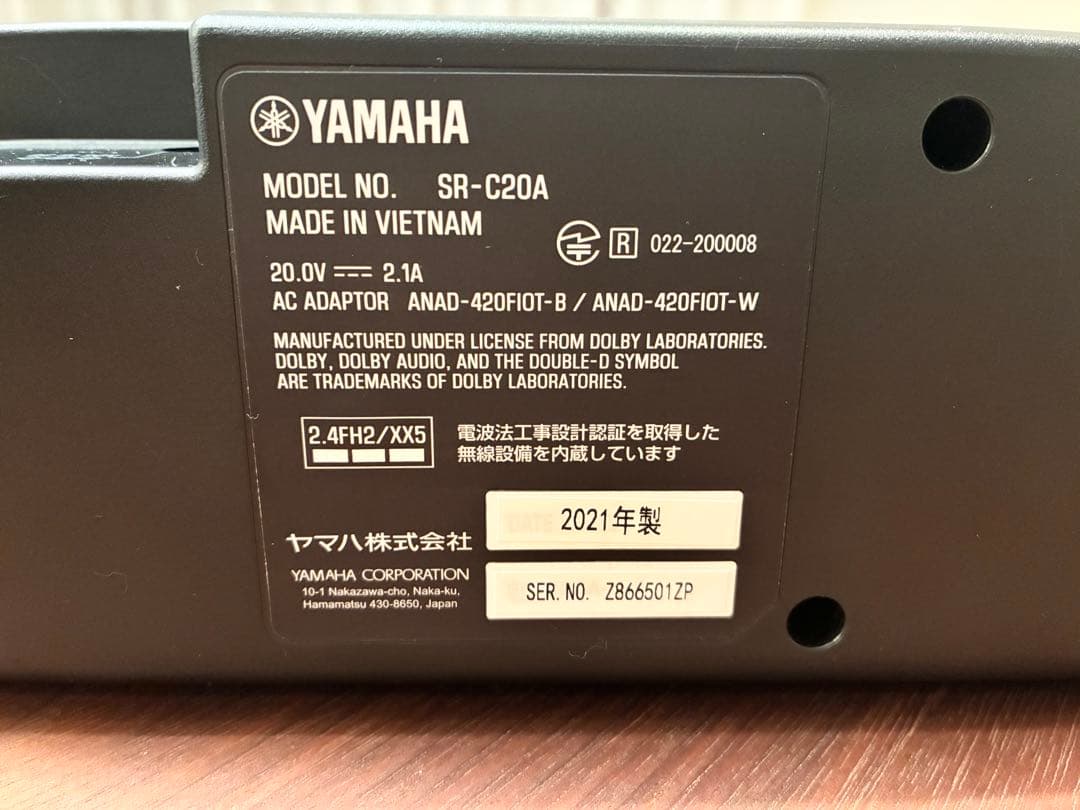 YAMAHA
MODEL NO. SR-C20A
MADE IN VIETNAM
R 022-200008
20.0V 2.1A
AC ADAPTOR ANAD-420FIOT-B / ANAD-420FIOT-W
MANUFACTURED UNDER LICENSE FROM DOLBY LABORATORIES.
DOLBY, DOLBY AUDIO, AND THE DOUBLE-D SYMBOL
ARE TRADEMARKS OF DOLBY LABORATORIES.
2.4FH2/XX5
電波法工事設計認証を取得した
無線設備を内蔵しています
DATE 2021年製
ヤマハ株式会社
YAMAHA CORPORATION
10-1 Nakazawa-cho, Naka-ku,
Hamamatsu 430-8650, Japan
SER. NO. Z866501ZP